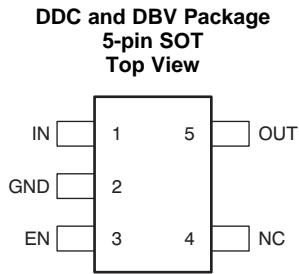 DDC and DBV Package
5-pin SOT
Top View
IN 1 5 OUT
GND 2
EN 3 4 NC